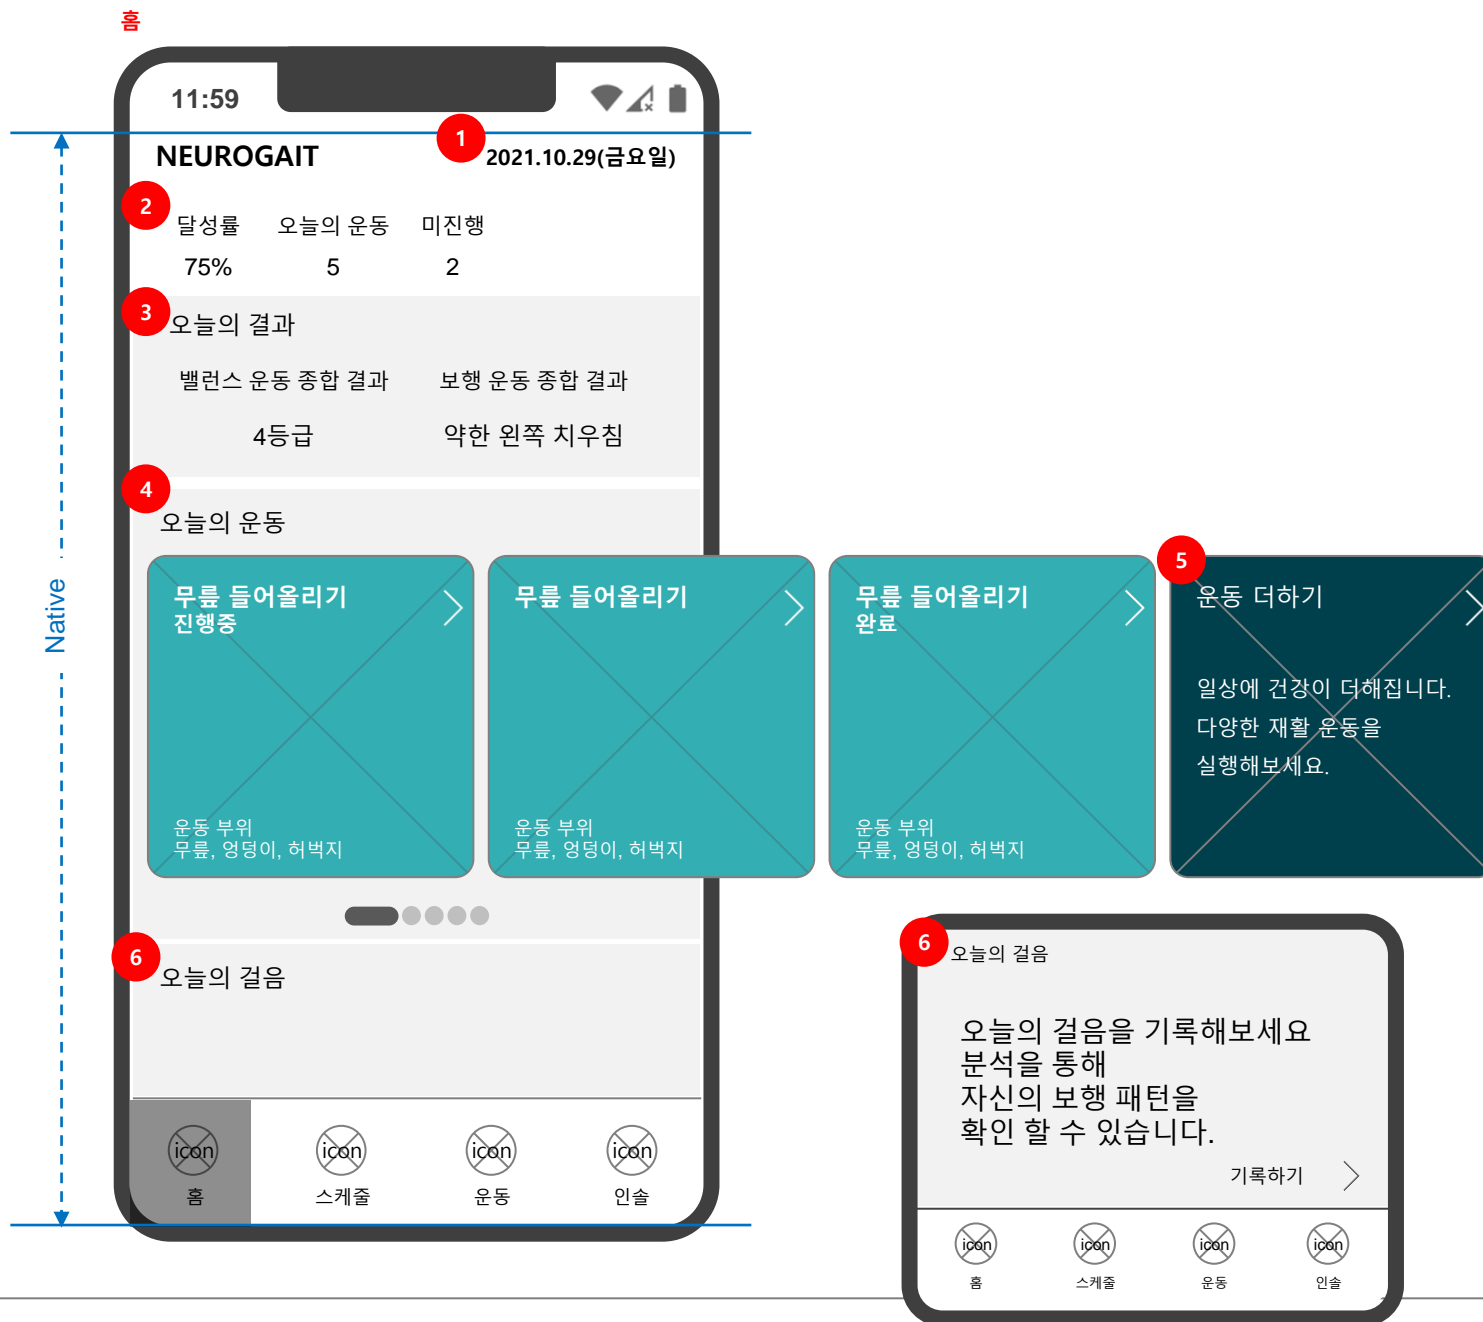 홈
11:59
1
NEUROGAIT 2021.10.29(금요일)
2
달성률 오늘의 운동 미진행
75% 5 2
3
오늘의 결과
밸런스 운동 종합 결과 보행 운동 종합 결과
4등급 약한 왼쪽 치우침
4
오늘의 운동
무릎 들어올리기
진행중
운동 부위
무릎, 엉덩이, 허벅지
무릎 들어올리기
운동 부위
무릎, 엉덩이, 허벅지
무릎 들어올리기
완료
운동 부위
무릎, 엉덩이, 허벅지
5
운동 더하기
일상에 건강이 더해집니다.
다양한 재활 운동을
실행해보세요.
Native
6
오늘의 걸음
icon icon icon icon
홈 스케줄 운동 인솔
6
오늘의 걸음
오늘의 걸음을 기록해보세요
분석을 통해
자신의 보행 패턴을
확인 할 수 있습니다.
기록하기
icon icon icon icon
홈 스케줄 운동 인솔